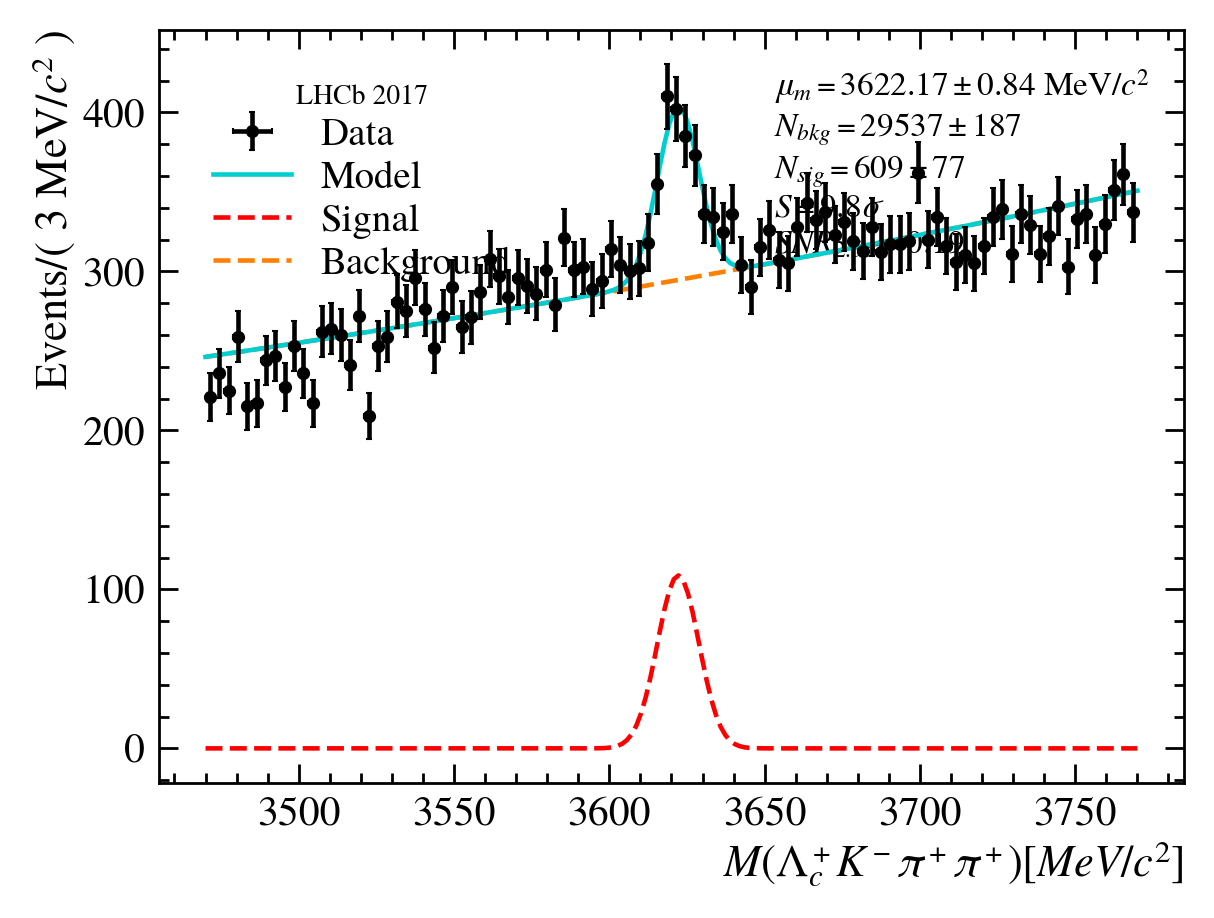 Events/( 3 MeV/c² )
400
300
200
100
0
LHCb 2017
Data
Model
Signal
Background
μₘ = 3622.17 ± 0.84 MeV/c²
N_bkg = 29537 ± 187
N_sig = 609 ± 77
3500 3550 3600 3650 3700 3750
M(Λ_c⁺K⁻π⁺π⁺)[MeV/c²]